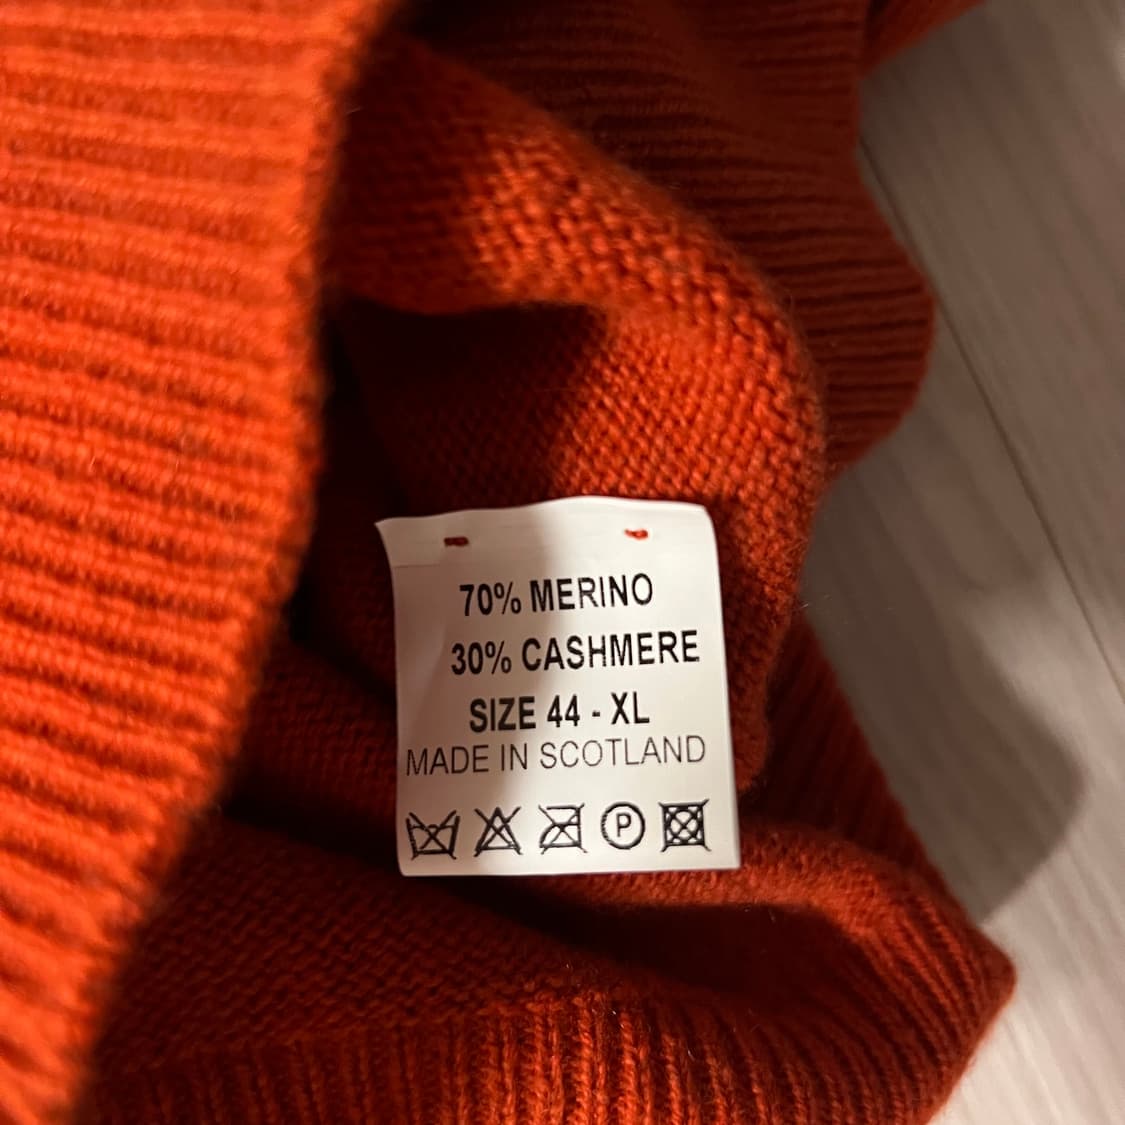 70% MERINO
30% CASHMERE
SIZE 44 - XL
MADE IN SCOTLAND
P